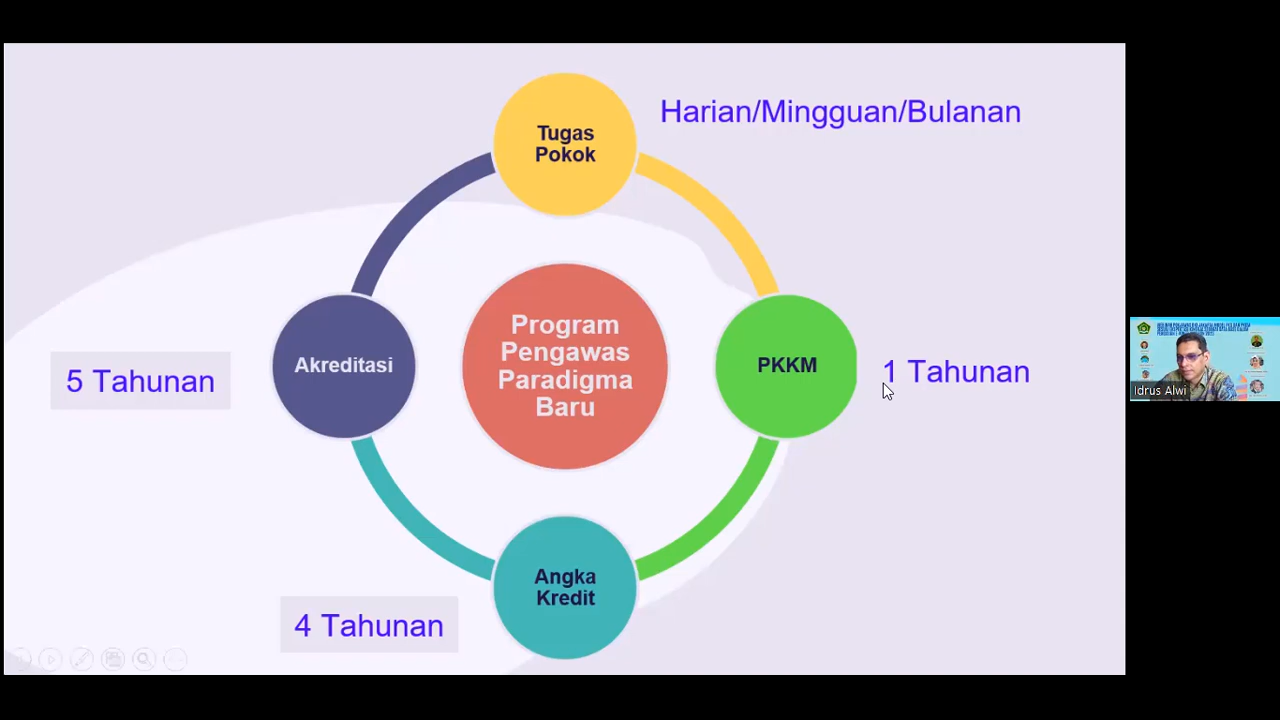 Tugas
Pokok
Harian/Mingguan/Bulanan
Program
Pengawas
Paradigma
Baru
Akreditasi
PKKM
5 Tahunan
1 Tahunan
Angka
Kredit
4 Tahunan
Idrus Alwi